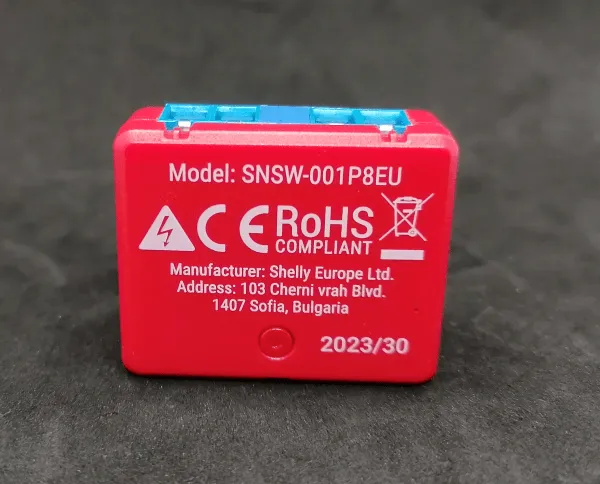 Model: SNSW-001P8EU
CE RoHS
COMPLIANT
Manufacturer: Shelly Europe Ltd.
Address: 103 Cherni vrah Blvd.
1407 Sofia, Bulgaria
2023/30